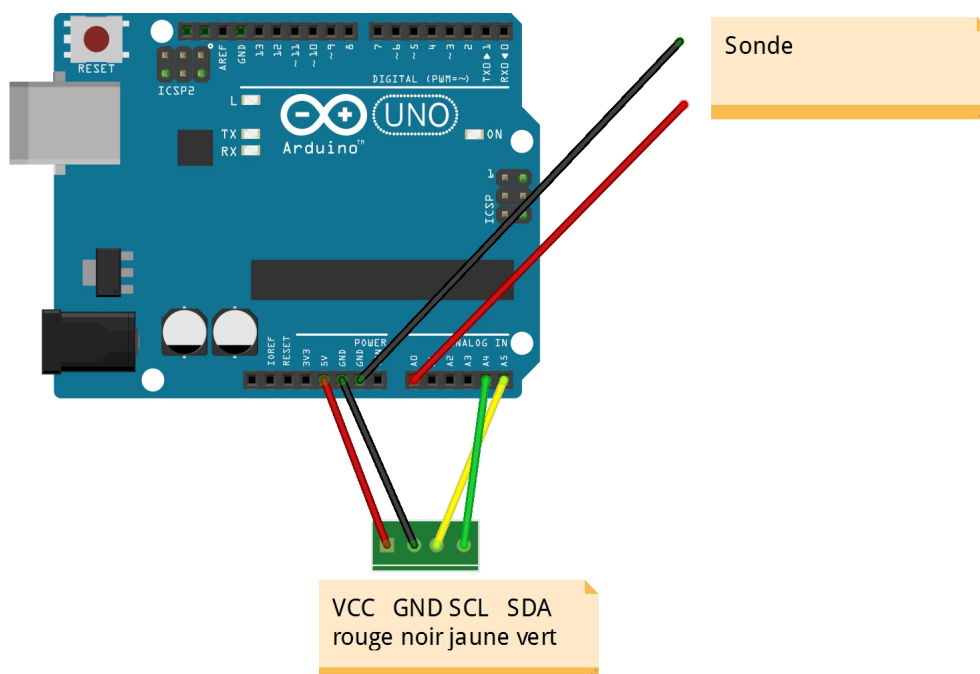 Sonde
RESET
ICSP2
AREF
GND
13
12
~11
~10
~9
8
7
~6
~5
4
~3
2
TX0▶1
RX0◀0
DIGITAL (PWM=~)
L
TX
RX
Arduino™
UNO
ON
1
ICSP
POWER
ANALOG IN
IOREF
RESET
3V3
5V
GND
GND
A0
A2
A3
A4
A5
VCC GND SCL SDA
rouge noir jaune vert